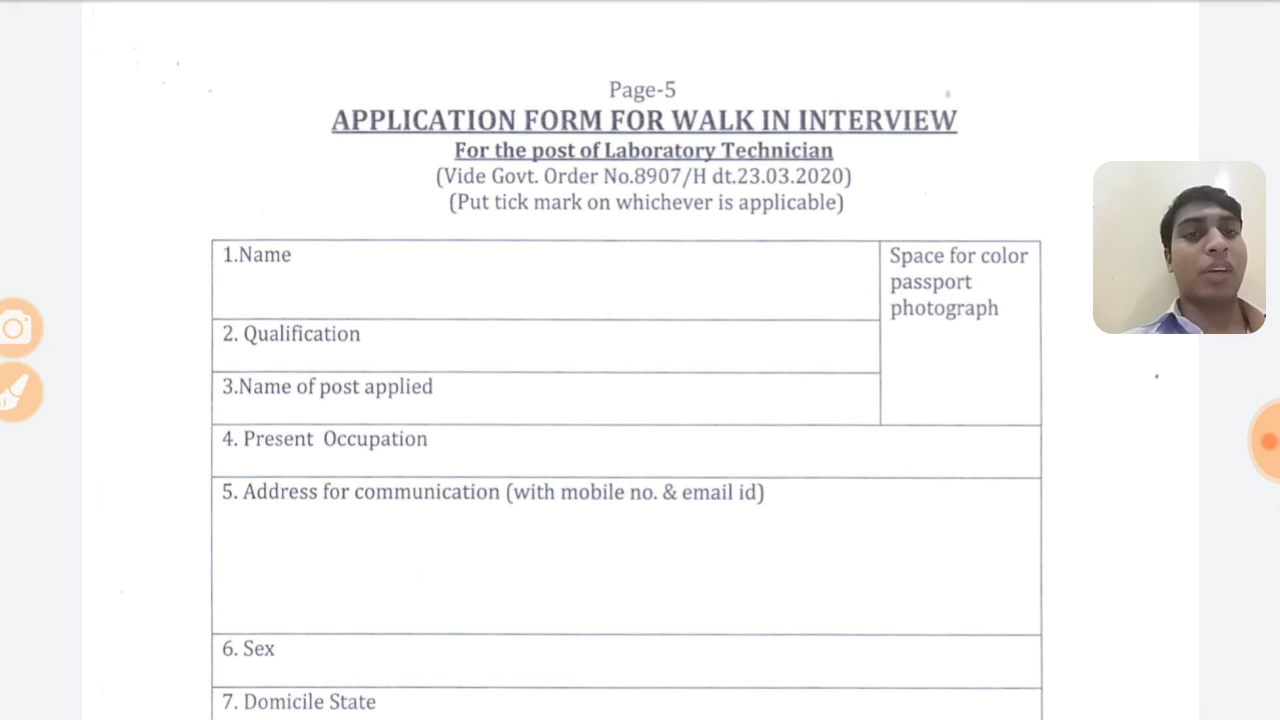 Page-5
APPLICATION FORM FOR WALK IN INTERVIEW
For the post of Laboratory Technician
(Vide Govt. Order No.8907/H dt.23.03.2020)
(Put tick mark on whichever is applicable)
1.Name
Space for color
passport
photograph
2. Qualification
3.Name of post applied
4. Present Occupation
5. Address for communication (with mobile no. & email id)
6. Sex
7. Domicile State